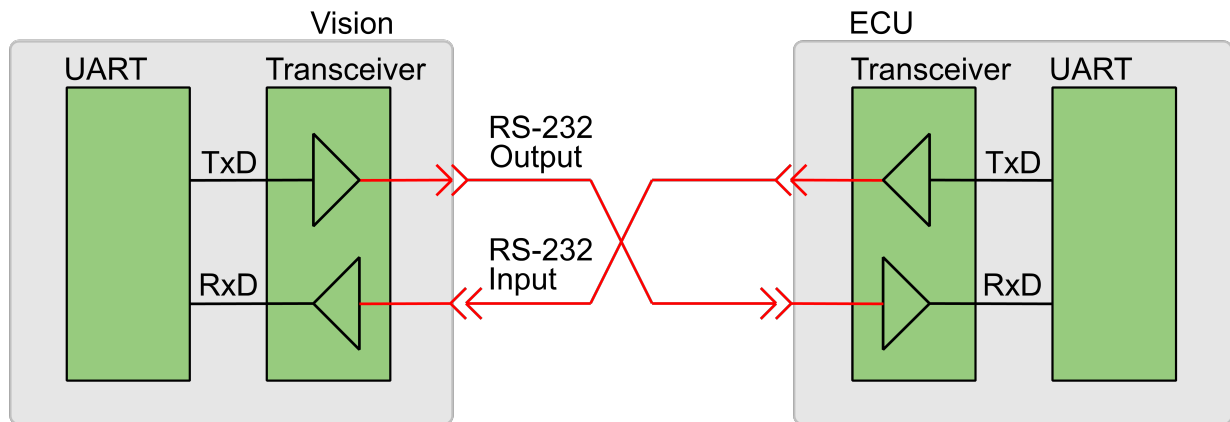 Vision
ECU
UART
Transceiver
Transceiver
UART
RS-232
Output
TxD
TxD
RS-232
Input
RxD
RxD